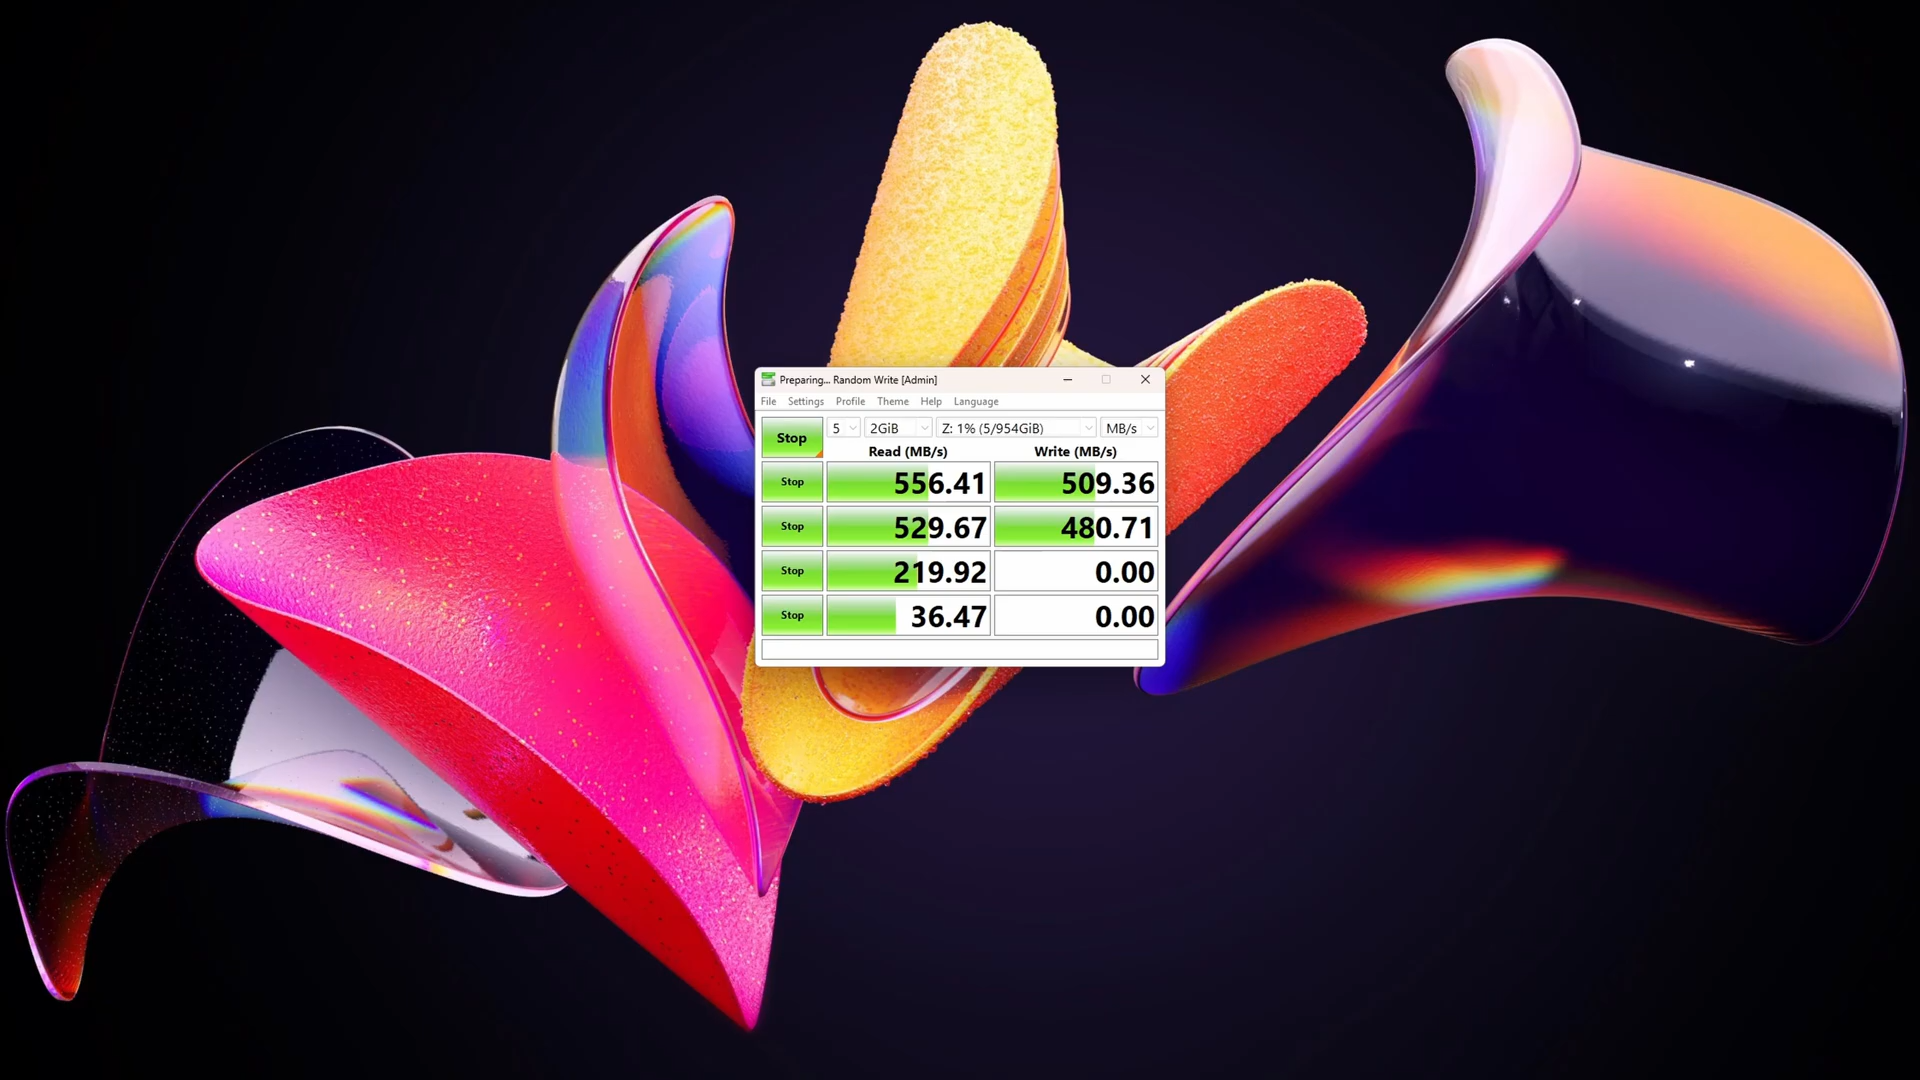 Preparing... Random Write [Admin]
File Settings Profile Theme Help Language
Stop 5 2GiB Z: 1% (5/954GiB) MB/s
Read (MB/s) Write (MB/s)
Stop 556.41 509.36
Stop 529.67 480.71
Stop 219.92 0.00
Stop 36.47 0.00